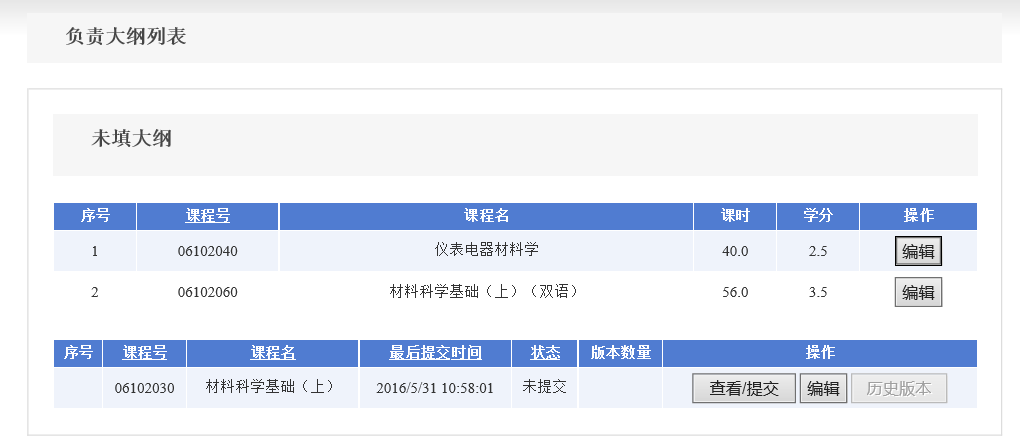 负责大纲列表
未填大纲
序号 课程号 课程名 课时 学分 操作
1 06102040 仪表电器材料学 40.0 2.5 编辑
2 06102060 材料科学基础（上）（双语） 56.0 3.5 编辑
序号 课程号 课程名 最后提交时间 状态 版本数量 操作
06102030 材料科学基础（上） 2016/5/31 10:58:01 未提交 查看/提交 编辑 历史版本